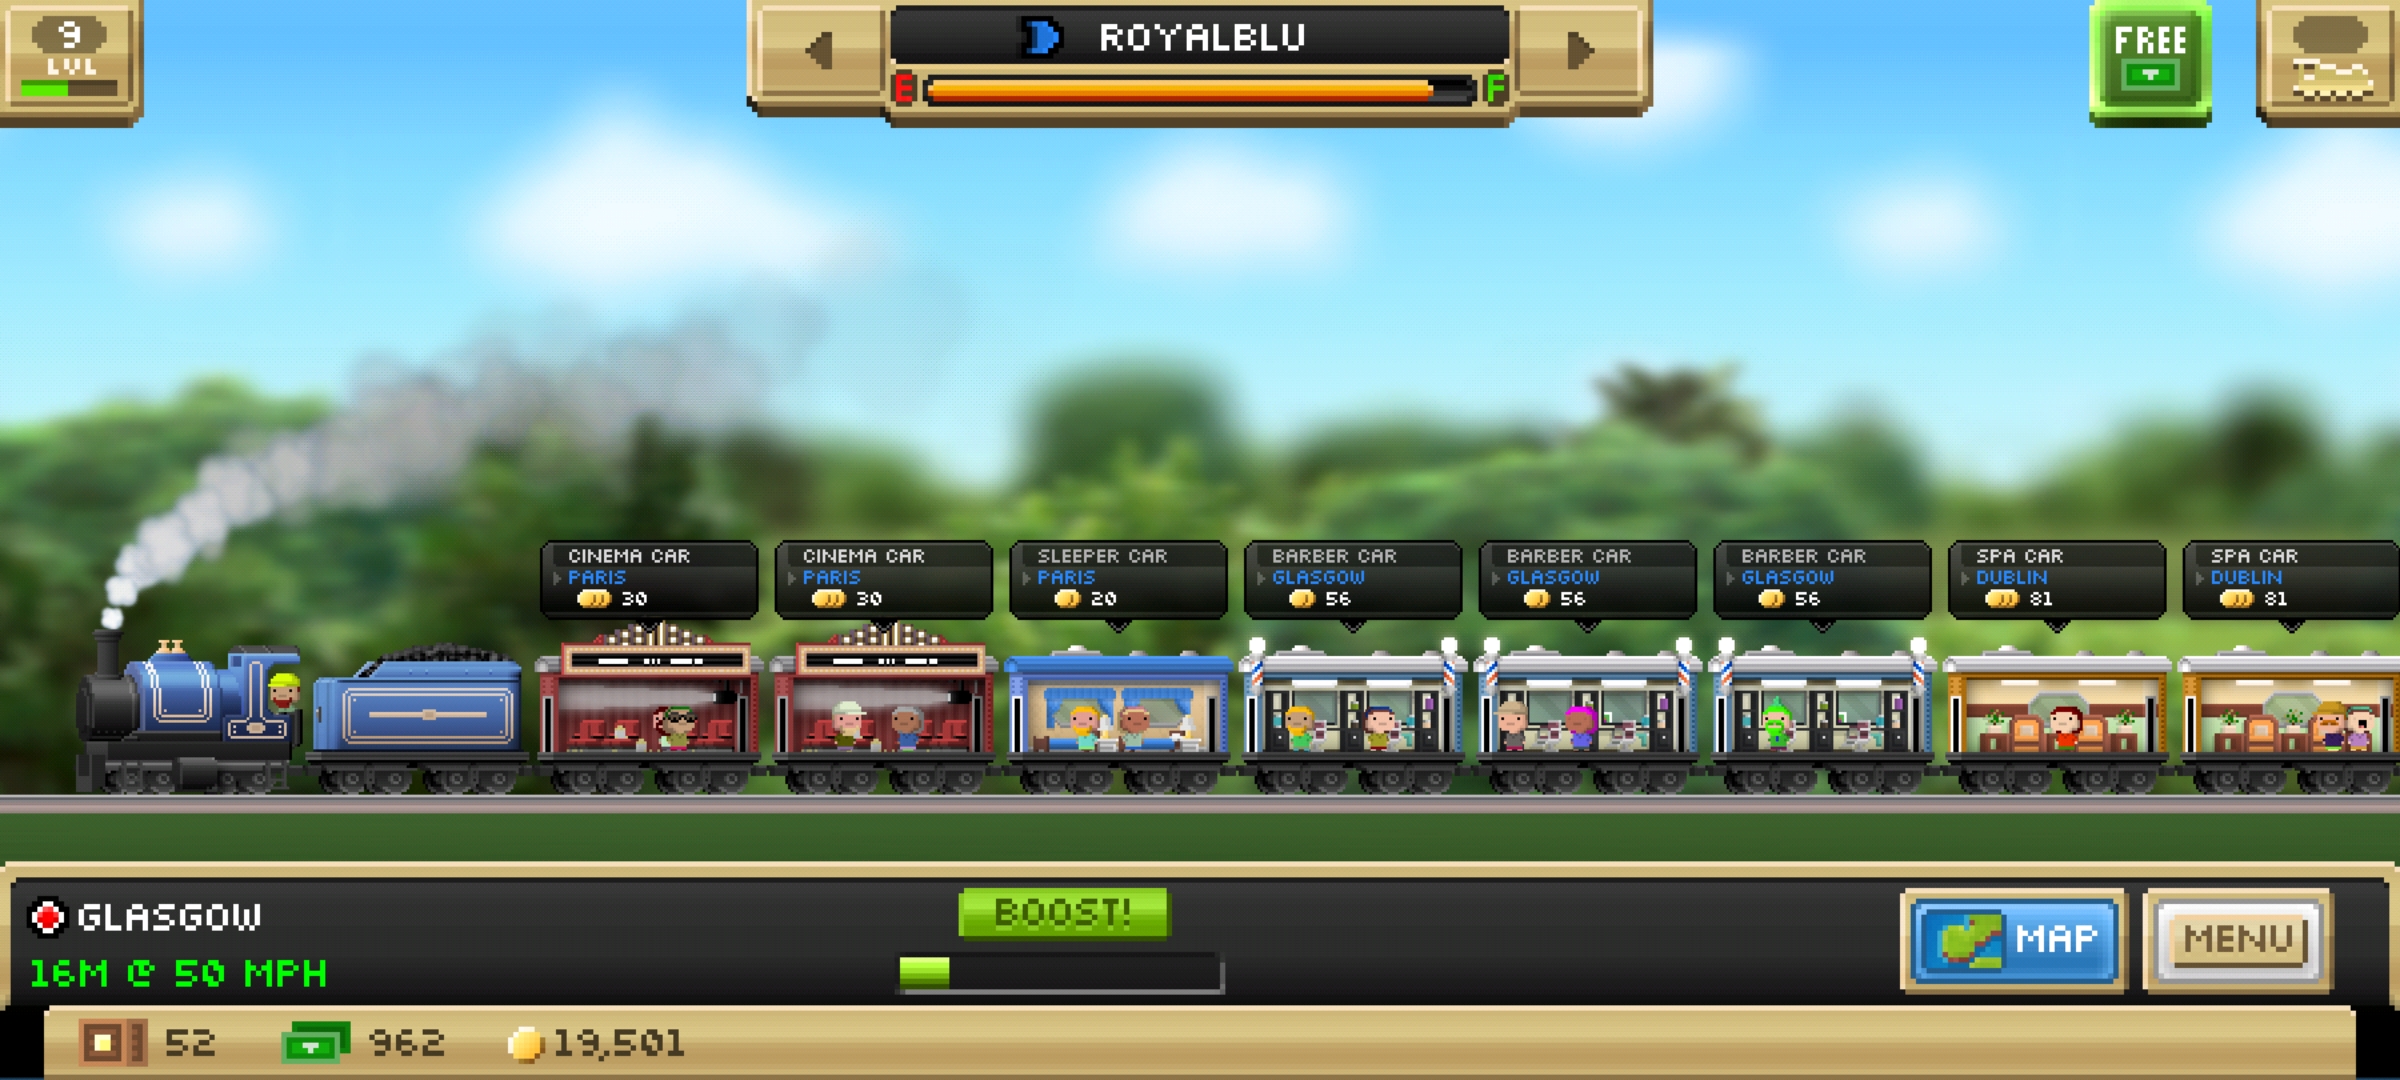 9
LVL
ROYALBLU
E F
FREE
CINEMA CAR
PARIS
30
CINEMA CAR
PARIS
30
SLEEPER CAR
PARIS
20
BARBER CAR
GLASGOW
56
BARBER CAR
GLASGOW
56
BARBER CAR
GLASGOW
56
SPA CAR
DUBLIN
81
SPA CAR
DUBLIN
81
GLASGOW
16M @ 50 MPH
BOOST!
MAP
MENU
52
962
19,501